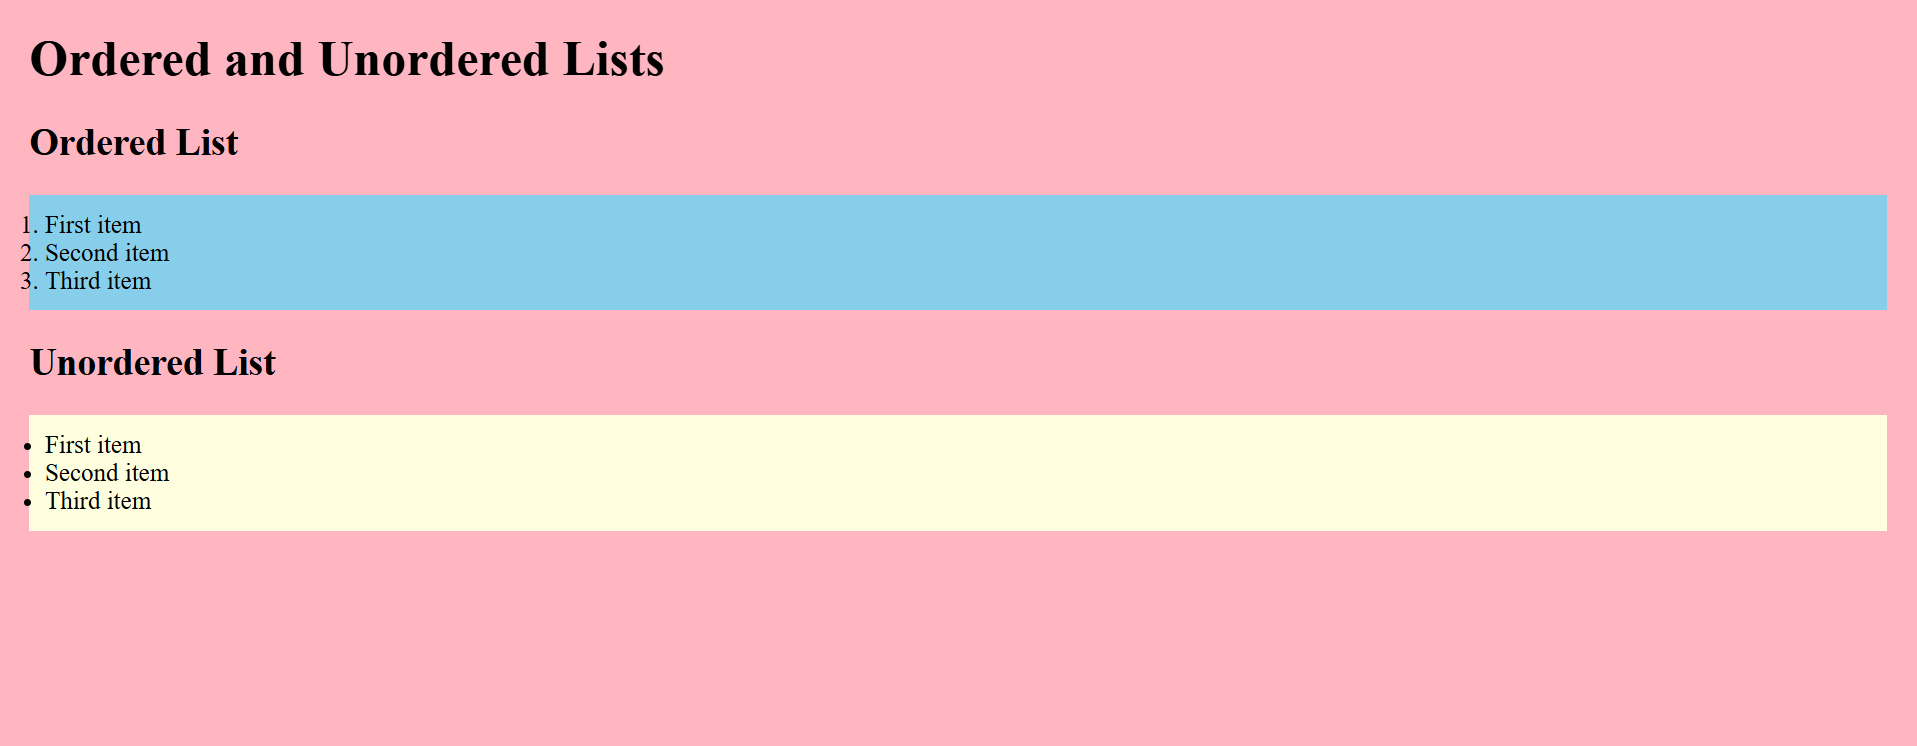 Ordered and Unordered Lists
Ordered List
1. First item
2. Second item
3. Third item
Unordered List
• First item
• Second item
• Third item